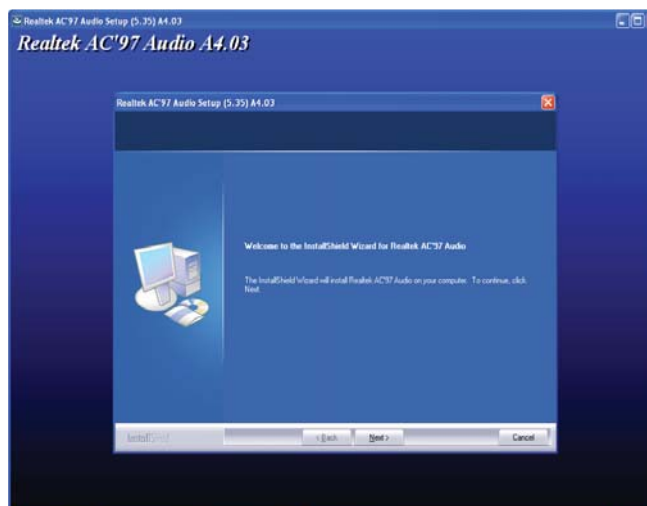 Realtek AC'97 Audio Setup (5.35) A4.03
Realtek AC'97 Audio A4.03
Realtek AC'97 Audio Setup (5.35) A4.03
Welcome to the InstallShield Wizard for Realtek AC'97 Audio
The InstallShield Wizard will install Realtek AC'97 Audio on your computer. To continue, click
Next.
InstallShield
< Back Next > Cancel